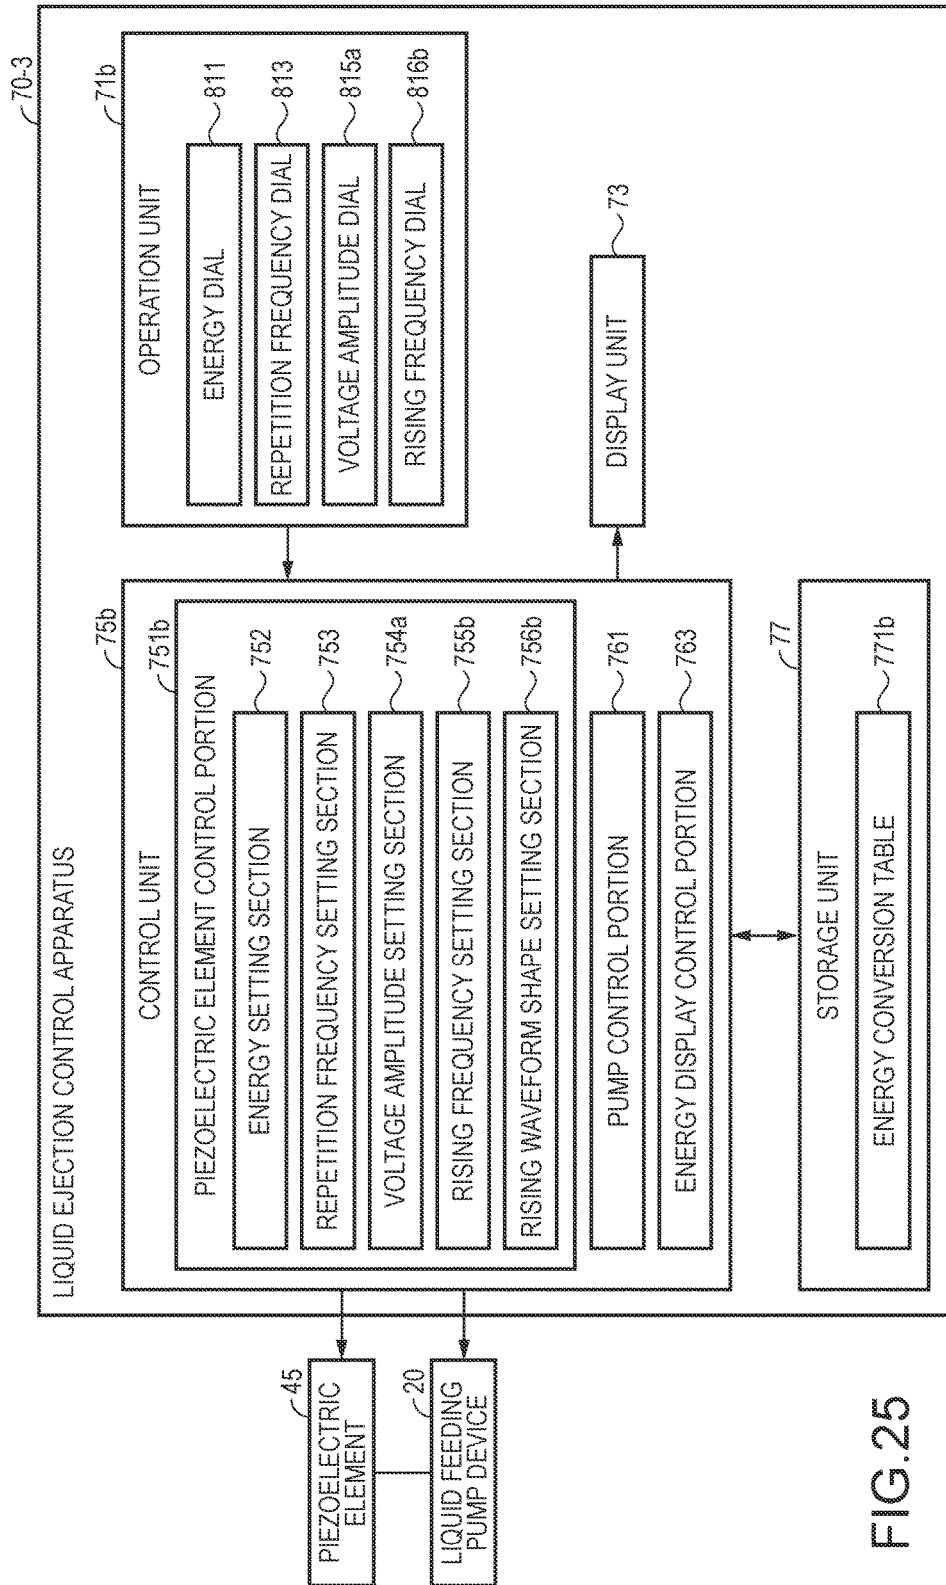 70-3
LIQUID EJECTION CONTROL APPARATUS
75b
CONTROL UNIT
751b
PIEZOELECTRIC ELEMENT CONTROL PORTION
ENERGY SETTING SECTION
752
REPETITION FREQUENCY SETTING SECTION
753
VOLTAGE AMPLITUDE SETTING SECTION
754a
RISING FREQUENCY SETTING SECTION
755b
RISING WAVEFORM SHAPE SETTING SECTION
756b
PUMP CONTROL PORTION
761
ENERGY DISPLAY CONTROL PORTION
763
71b
OPERATION UNIT
ENERGY DIAL
811
REPETITION FREQUENCY DIAL
813
VOLTAGE AMPLITUDE DIAL
815a
RISING FREQUENCY DIAL
816b
DISPLAY UNIT
73
77
STORAGE UNIT
ENERGY CONVERSION TABLE
771b
45
PIEZOELECTRIC
ELEMENT
20
LIQUID FEEDING
PUMP DEVICE
FIG.25